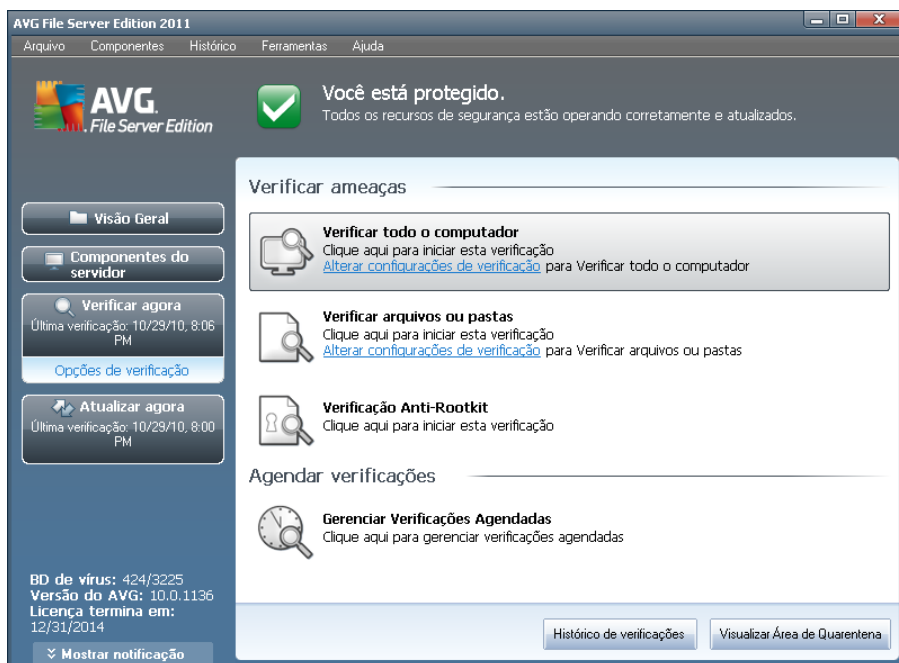 AVG File Server Edition 2011
Arquivo Componentes Histórico Ferramentas Ajuda
AVG.
File Server Edition
Você está protegido.
Todos os recursos de segurança estão operando corretamente e atualizados.
Visão Geral
Componentes do
servidor
Verificar agora
Última verificação: 10/29/10, 8:06
PM
Opções de verificação
Atualizar agora
Última verificação: 10/29/10, 8:00
PM
BD de vírus: 424/3225
Versão do AVG: 10.0.1136
Licença termina em:
12/31/2014
Mostrar notificação
Verificar ameaças
Verificar todo o computador
Clique aqui para iniciar esta verificação
Alterar configurações de verificação para Verificar todo o computador
Verificar arquivos ou pastas
Clique aqui para iniciar esta verificação
Alterar configurações de verificação para Verificar arquivos ou pastas
Verificação Anti-Rootkit
Clique aqui para iniciar esta verificação
Agendar verificações
Gerenciar Verificações Agendadas
Clique aqui para gerenciar verificações agendadas
Histórico de verificações
Visualizar Área de Quarentena